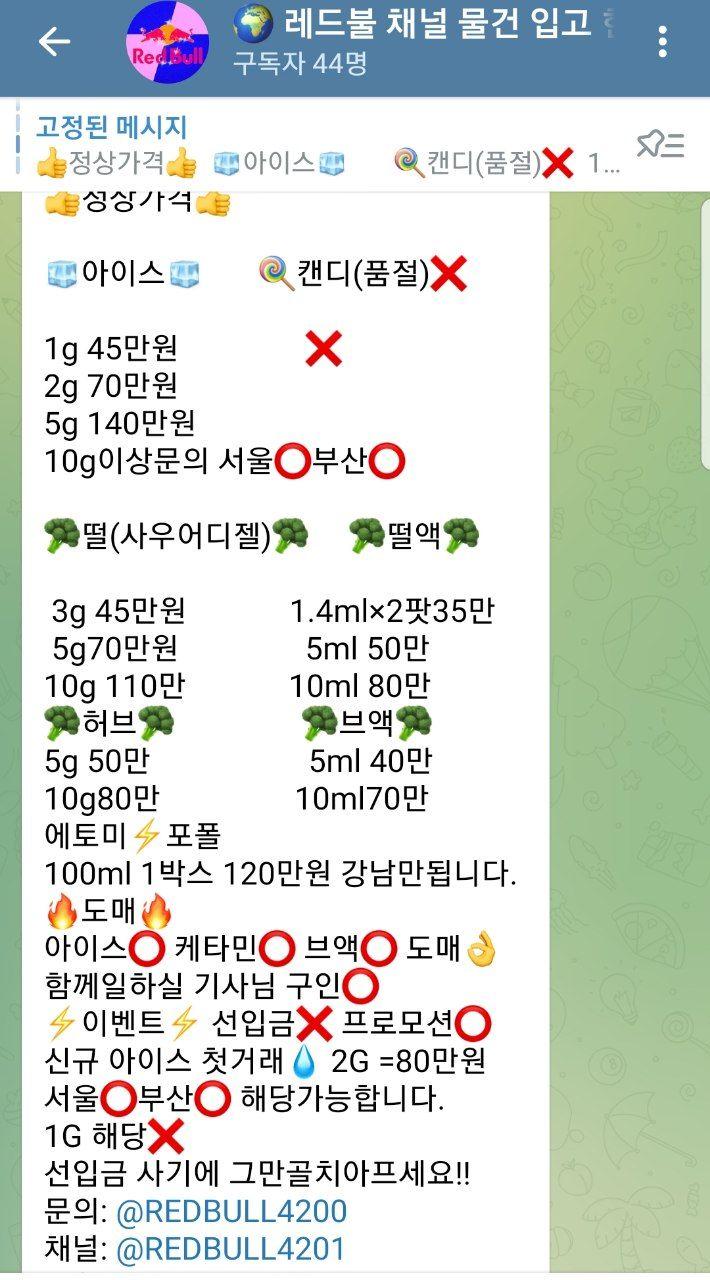 레드불 채널 물건 입고
RedBull
구독자 44명
고정된 메시지
👍정상가격👍 🧊아이스🧊 🍭캔디(품절)❌ 1...
👍정상가격👍
🧊아이스🧊 🍭캔디(품절)❌
1g 45만원 ❌
2g 70만원
5g 140만원
10g이상문의 서울⭕부산⭕
🥦떨(사우어디젤)🥦 🥦떨액🥦
3g 45만원 1.4ml×2팟35만
5g70만원 5ml 50만
10g 110만 10ml 80만
🥦허브🥦 🥦브액🥦
5g 50만 5ml 40만
10g80만 10ml70만
에토미⚡포폴
100ml 1박스 120만원 강남만됩니다.
🔥도매🔥
아이스⭕ 케타민⭕ 브액⭕ 도매👌
함께일하실 기사님 구인⭕
⚡이벤트⚡ 선입금❌ 프로모션⭕
신규 아이스 첫거래💧 2G =80만원
서울⭕부산⭕ 해당가능합니다.
1G 해당❌
선입금 사기에 그만골치아프세요!!
문의: @REDBULL4200
채널: @REDBULL4201